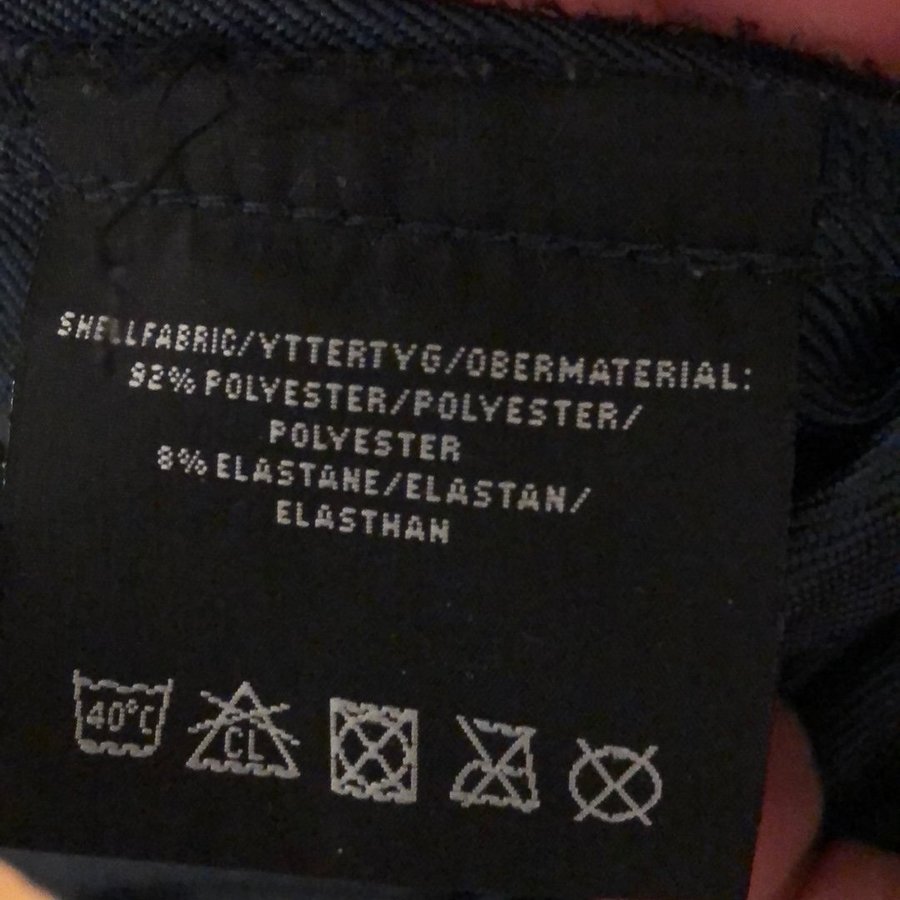 SHELLFABRIC/YTTERTYG/OBERMATERIAL:
92% POLYESTER/POLYESTER/
POLYESTER
8% ELASTANE/ELASTAN/
ELASTHAN
40°C
CL